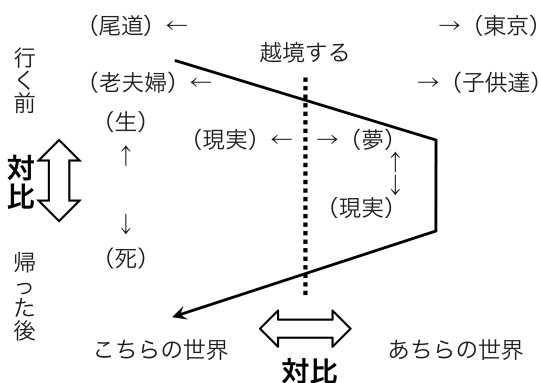 （尾道）← → （東京）
越境する
（老夫婦）← → （子供達）
行く前
（生）
↑
（現実）← → （夢）
↑
↓
（現実）
対比
↓
（死）
帰った後
こちらの世界
あちらの世界
対比